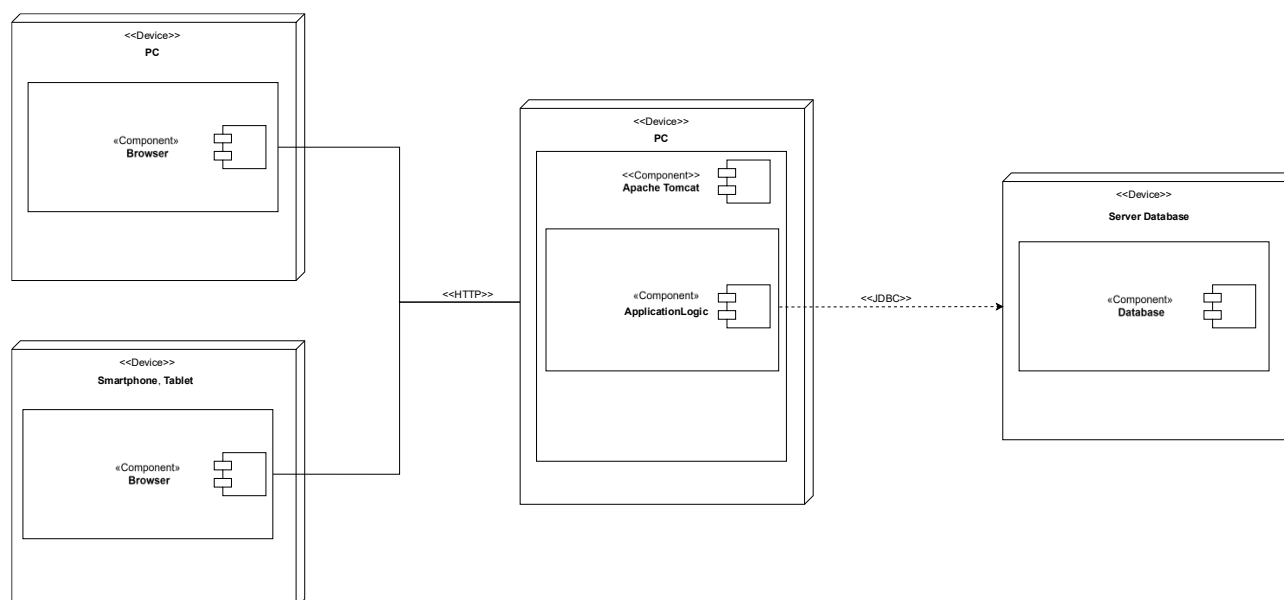 <<Device>>
PC
«Component»
Browser
<<Device>>
Smartphone, Tablet
«Component»
Browser
<<HTTP>>
<<Device>>
PC
<<Component>>
Apache Tomcat
«Component»
ApplicationLogic
<<JDBC>>
<<Device>>
Server Database
«Component»
Database